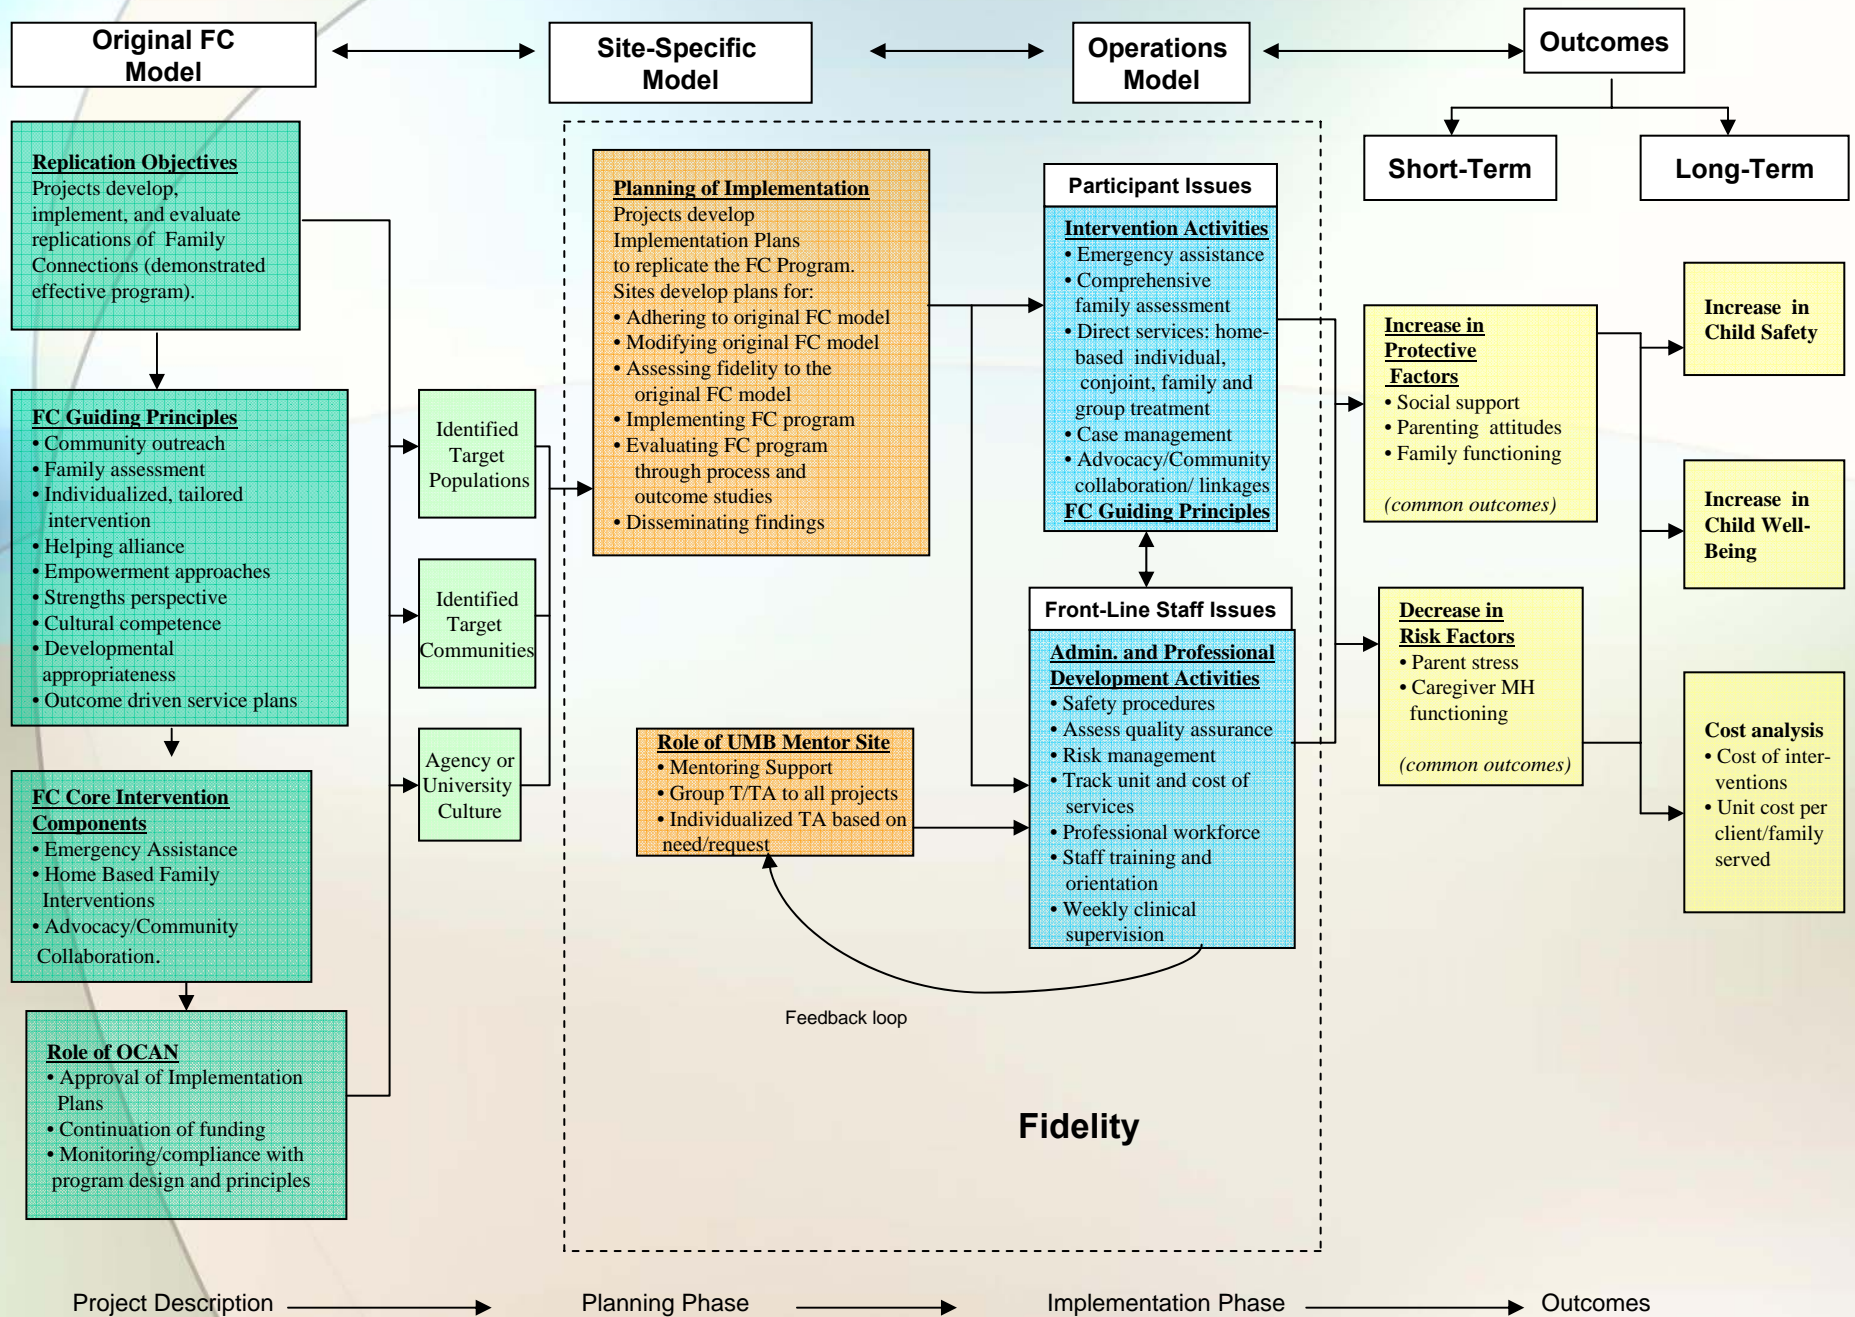 Original FC
Model
Site-Specific
Model
Operations
Model
Outcomes
Short-Term
Long-Term
Replication Objectives
Projects develop,
implement, and evaluate
replications of Family
Connections (demonstrated
effective program).
FC Guiding Principles
• Community outreach
• Family assessment
• Individualized, tailored
intervention
• Helping alliance
• Empowerment approaches
• Strengths perspective
• Cultural competence
• Developmental
appropriateness
• Outcome driven service plans
FC Core Intervention
Components
• Emergency Assistance
• Home Based Family
Interventions
• Advocacy/Community
Collaboration.
Role of OCAN
• Approval of Implementation
Plans
• Continuation of funding
• Monitoring/compliance with
program design and principles
Identified
Target
Populations
Identified
Target
Communities
Agency or
University
Culture
Planning of Implementation
Projects develop
Implementation Plans
to replicate the FC Program.
Sites develop plans for:
• Adhering to original FC model
• Modifying original FC model
• Assessing fidelity to the
original FC model
• Implementing FC program
• Evaluating FC program
through process and
outcome studies
• Disseminating findings
Role of UMB Mentor Site
• Mentoring Support
• Group T/TA to all projects
• Individualized TA based on
need/request
Feedback loop
Participant Issues
Intervention Activities
• Emergency assistance
• Comprehensive
family assessment
• Direct services: home-
based individual,
conjoint, family and
group treatment
• Case management
• Advocacy/Community
collaboration/ linkages
FC Guiding Principles
Front-Line Staff Issues
Admin. and Professional
Development Activities
• Safety procedures
• Assess quality assurance
• Risk management
• Track unit and cost of
services
• Professional workforce
• Staff training and
orientation
• Weekly clinical
supervision
Fidelity
Increase in
Protective
Factors
• Social support
• Parenting attitudes
• Family functioning
(common outcomes)
Decrease in
Risk Factors
• Parent stress
• Caregiver MH
functioning
(common outcomes)
Increase in
Child Safety
Increase in
Child Well-
Being
Cost analysis
• Cost of inter-
ventions
• Unit cost per
client/family
served
Project Description
Planning Phase
Implementation Phase
Outcomes